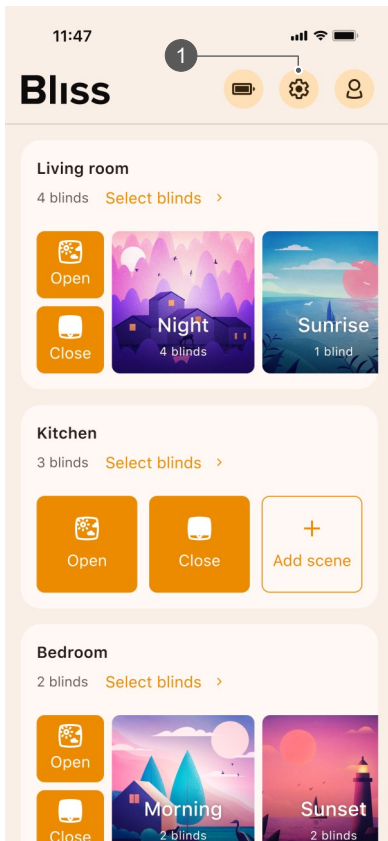 11:47
1
Bliss
Living room
4 blinds Select blinds >
Open
Close
Night
4 blinds
Sunrise
1 blind
Kitchen
3 blinds Select blinds >
Open
Close
+
Add scene
Bedroom
2 blinds Select blinds >
Open
Close
Morning
2 blinds
Sunset
2 blinds